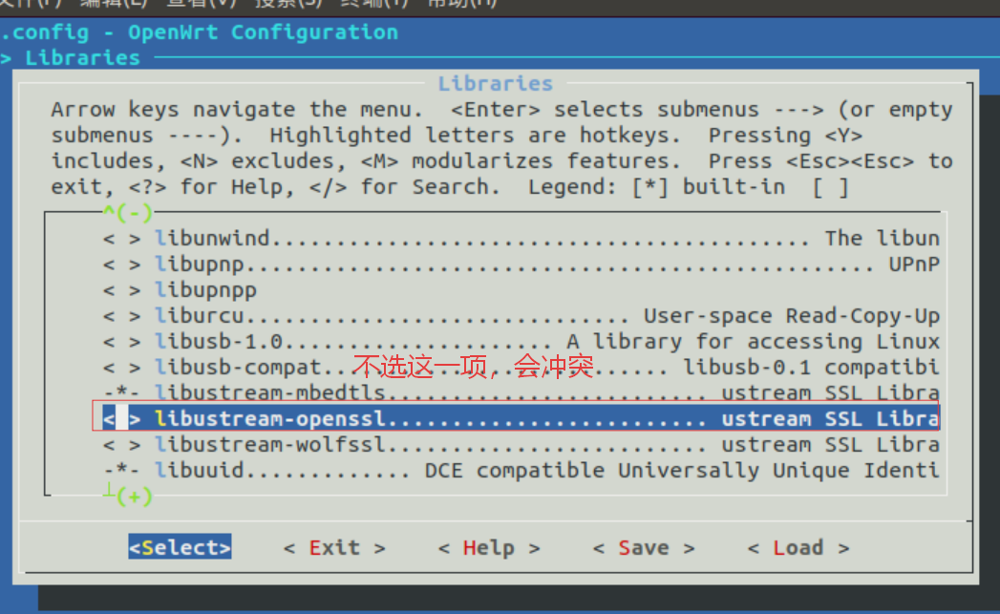 文件(F) 编辑(E) 查看(V) 搜索(S) 终端(T) 帮助(H)
.config - OpenWrt Configuration
> Libraries
Libraries
Arrow keys navigate the menu.  <Enter> selects submenus ---> (or empty
submenus ----).  Highlighted letters are hotkeys.  Pressing <Y>
includes, <N> excludes, <M> modularizes features.  Press <Esc><Esc> to
exit, <?> for Help, </> for Search.  Legend: [*] built-in  [ ]
^(-)
< > libunwind.......................................... The libun
< > libupnp................................................. UPnP
< > libupnpp
< > liburcu.............................. User-space Read-Copy-Up
< > libusb-1.0....................... A library for accessing Linux
< > libusb-compat........................... libusb-0.1 compatibi
不选这一项，会冲突
-*- libustream-mbedtls......................... ustream SSL Libra
< > libustream-openssl......................... ustream SSL Libra
< > libustream-wolfssl......................... ustream SSL Libra
-*- libuuid............. DCE compatible Universally Unique Identi
┴(+)
<Select>    < Exit >    < Help >    < Save >    < Load >